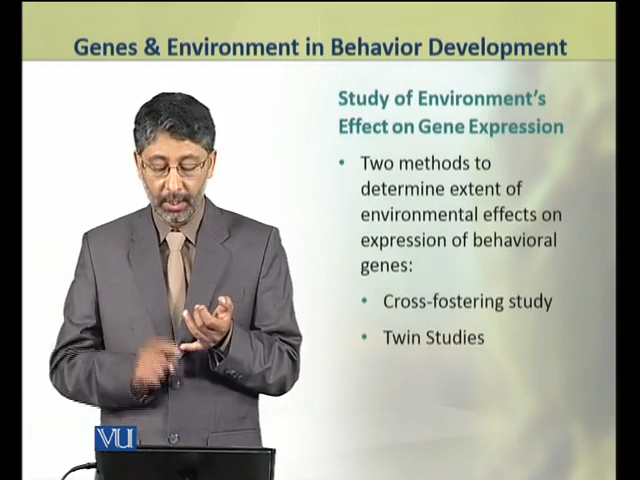 Genes & Environment in Behavior Development
Study of Environment's
Effect on Gene Expression
• Two methods to
determine extent of
environmental effects on
expression of behavioral
genes:
• Cross-fostering study
• Twin Studies
VU